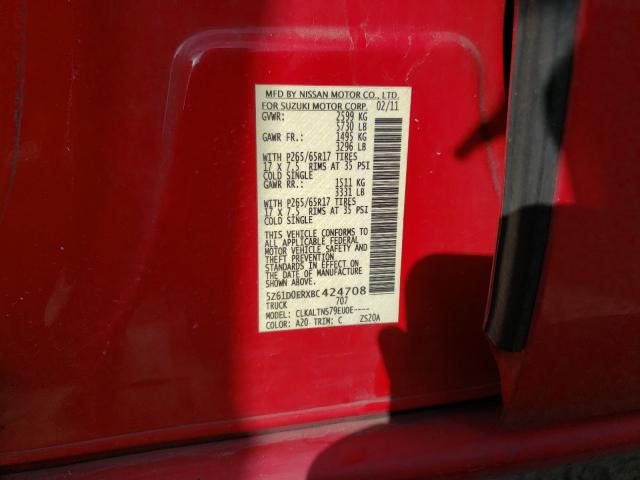 MFD BY NISSAN MOTOR CO., LTD.
FOR SUZUKI MOTOR CORP. 02/11
GVWR: 2599 KG
5730 LB
GAWR FR.: 1495 KG
3296 LB
WITH P265/65R17 TIRES
17 X 7.5 RIMS AT 35 PSI
COLD SINGLE
GAWR RR.: 1511 KG
3331 LB
WITH P265/65R17 TIRES
17 X 7.5 RIMS AT 35 PSI
COLD SINGLE
THIS VEHICLE CONFORMS TO
ALL APPLICABLE FEDERAL
MOTOR VEHICLE SAFETY AND
THEFT PREVENTION
STANDARDS IN EFFECT ON
THE DATE OF MANUFACTURE
SHOWN ABOVE.
5Z61D0ERXBC424708
TRUCK 707
MODEL: CLKALTNS79EUOE----
COLOR: A20 TRIM: C ZS20A